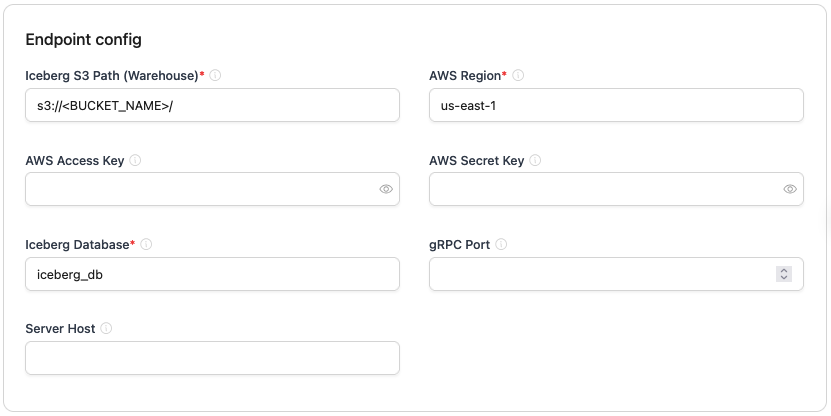 Endpoint config
Iceberg S3 Path (Warehouse)*
AWS Region*
s3://<BUCKET_NAME>/
us-east-1
AWS Access Key
AWS Secret Key
Iceberg Database*
gRPC Port
iceberg_db
Server Host